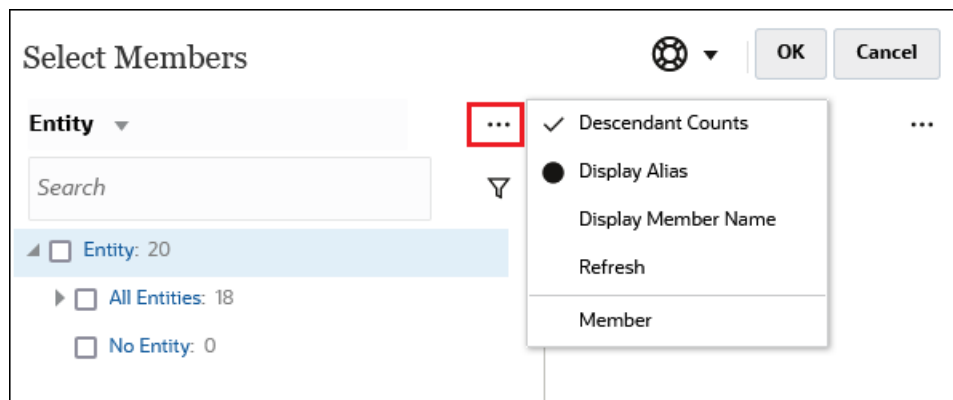 Select Members
OK
Cancel
Entity
Descendant Counts
Search
Display Alias
Display Member Name
Entity: 20
Refresh
All Entities: 18
Member
No Entity: 0